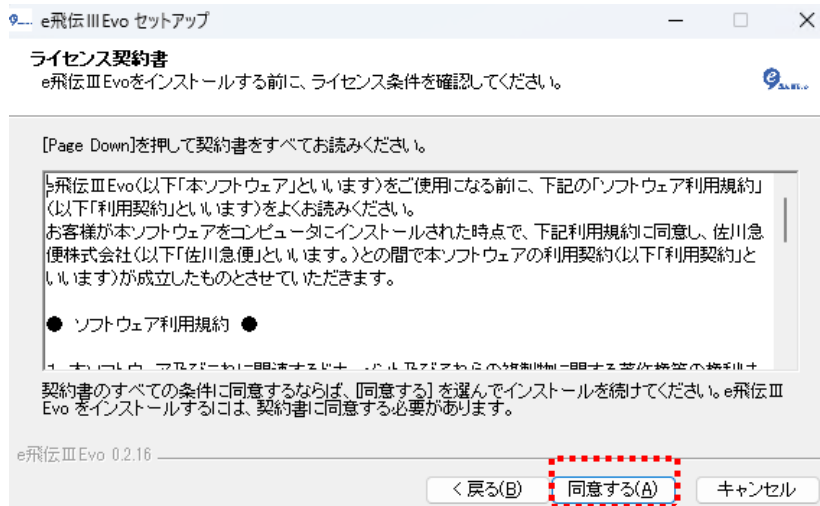 e飛伝ⅢEvo セットアップ
ライセンス契約書
e飛伝ⅢEvoをインストールする前に、ライセンス条件を確認してください。
[Page Down]を押して契約書をすべてお読みください。
e飛伝ⅢEvo(以下「本ソフトウェア」といいます)をご使用になる前に、下記の「ソフトウェア利用規約」
(以下「利用契約」といいます)をよくお読みください。
お客様が本ソフトウェアをコンピュータにインストールされた時点で、下記利用規約に同意し、佐川急
便株式会社(以下「佐川急便」といいます。)との間で本ソフトウェアの利用契約(以下「利用契約」と
いいます)が成立したものとさせていただきます。
● ソフトウェア利用規約 ●
契約書のすべての条件に同意するならば、[同意する] を選んでインストールを続けてください。e飛伝Ⅲ
Evo をインストールするには、契約書に同意する必要があります。
e飛伝ⅢEvo 0.2.16
< 戻る(B)
同意する(A)
キャンセル